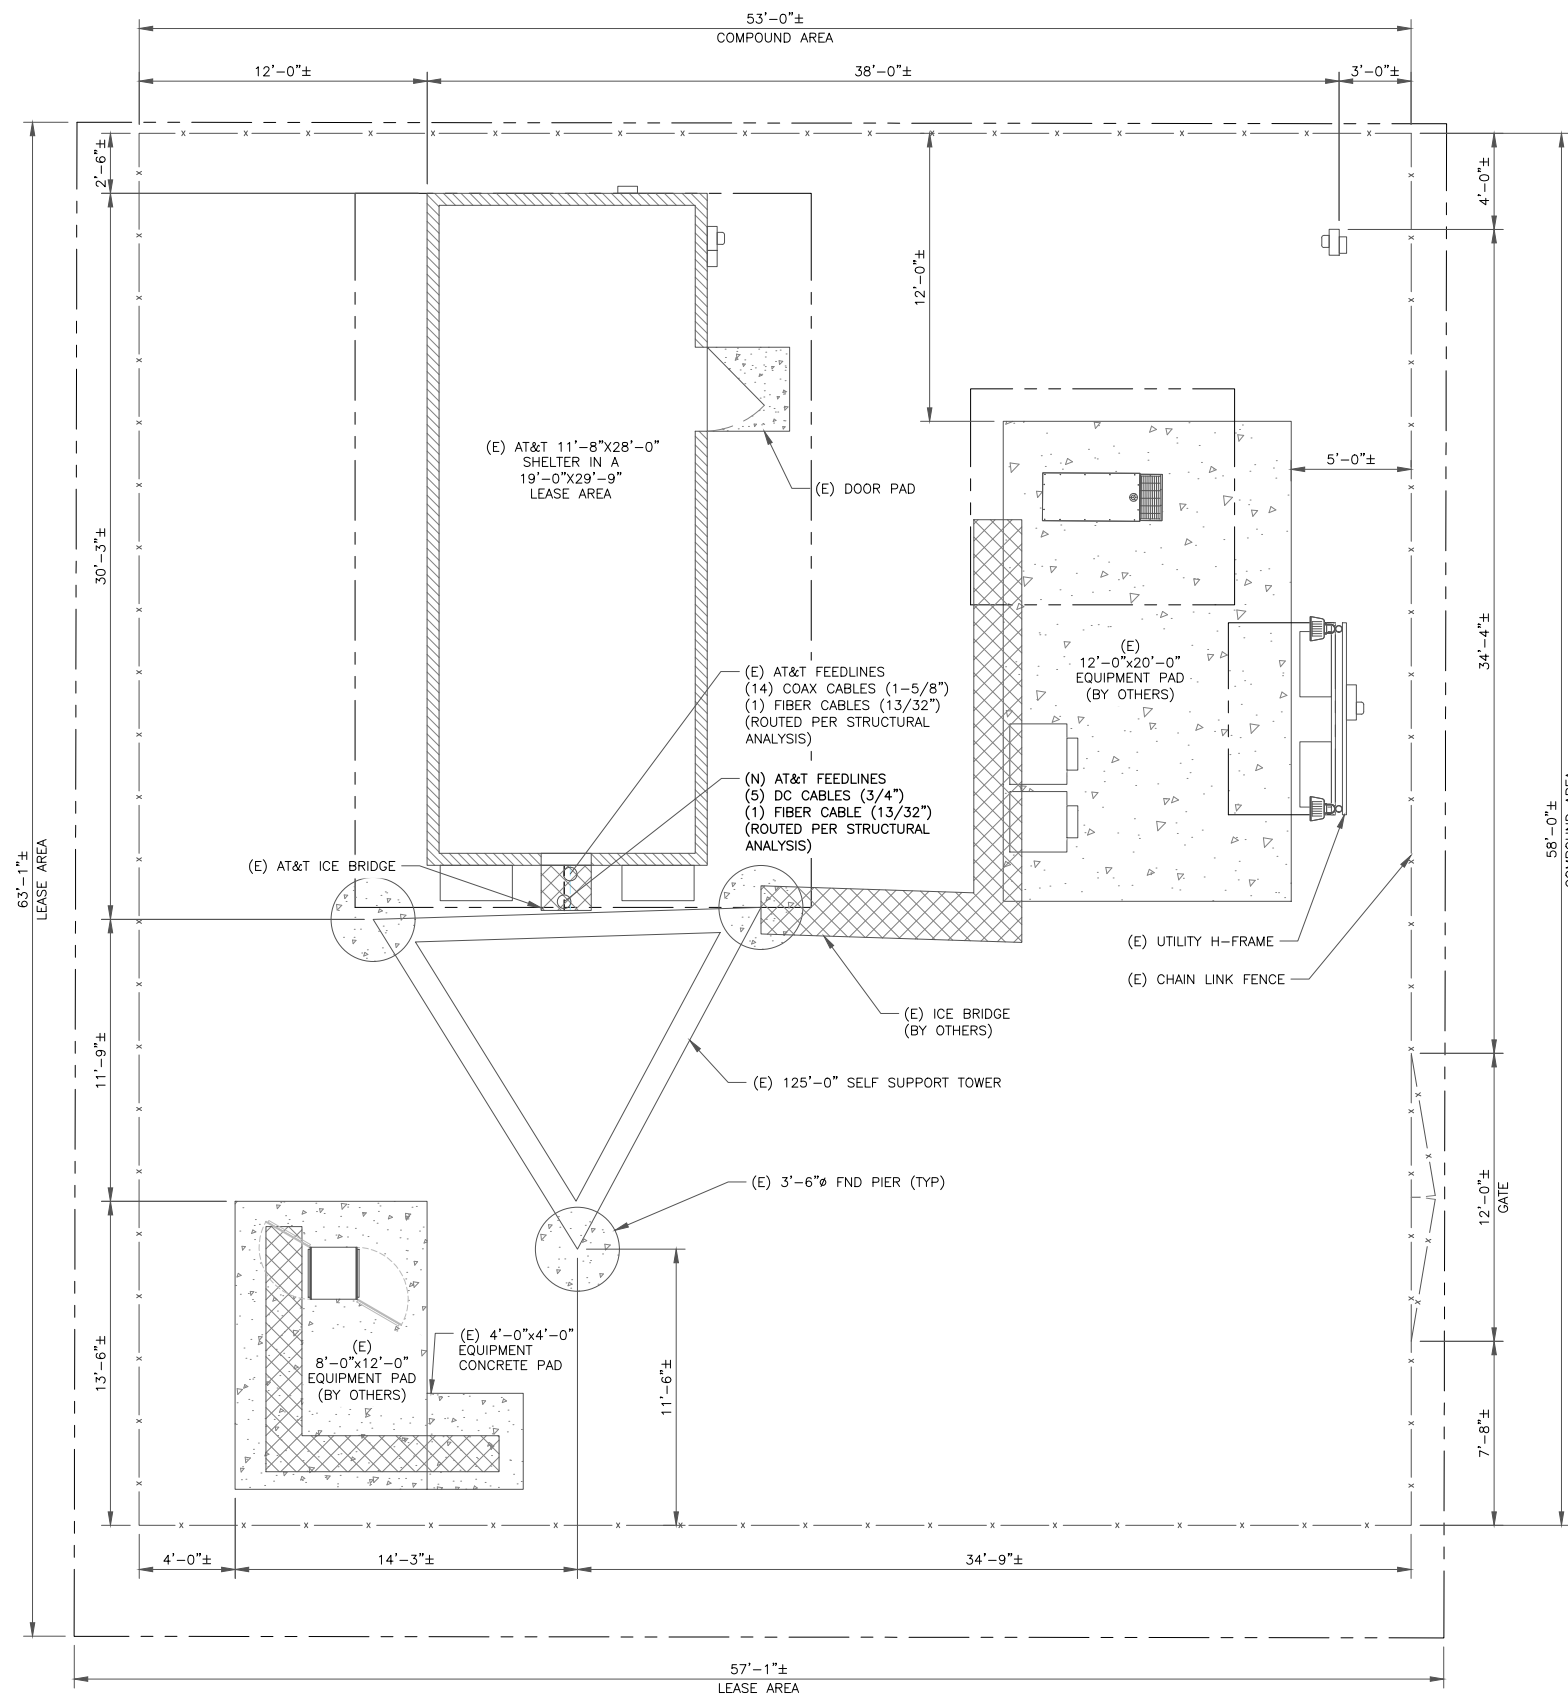 53'-0"±
COMPOUND AREA
12'-0"±
38'-0"±
3'-0"±
2'-6"±
4'-0"±
12'-0"±
(E) AT&T 11'-8"X28'-0"
SHELTER IN A
19'-0"X29'-9"
LEASE AREA
(E) DOOR PAD
5'-0"±
30'-3"±
34'-4"±
(E)
12'-0"x20'-0"
EQUIPMENT PAD
(BY OTHERS)
(E) AT&T FEEDLINES
(14) COAX CABLES (1-5/8")
(1) FIBER CABLES (13/32")
(ROUTED PER STRUCTURAL
ANALYSIS)
(N) AT&T FEEDLINES
(5) DC CABLES (3/4")
(1) FIBER CABLE (13/32")
(ROUTED PER STRUCTURAL
ANALYSIS)
(E) AT&T ICE BRIDGE
63'-1"±
LEASE AREA
58'-0"±
COMPOUND AREA
(E) UTILITY H-FRAME
(E) CHAIN LINK FENCE
(E) ICE BRIDGE
(BY OTHERS)
11'-9"±
(E) 125'-0" SELF SUPPORT TOWER
(E) 3'-6"ø FND PIER (TYP)
12'-0"±
GATE
13'-6"±
(E) 4'-0"x4'-0"
EQUIPMENT
CONCRETE PAD
(E)
8'-0"x12'-0"
EQUIPMENT PAD
(BY OTHERS)
11'-6"±
7'-8"±
4'-0"±
14'-3"±
34'-9"±
57'-1"±
LEASE AREA